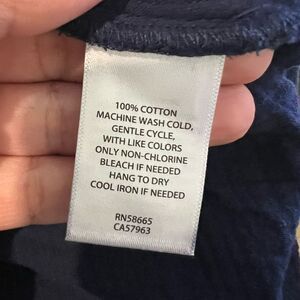 100% COTTON
MACHINE WASH COLD,
GENTLE CYCLE,
WITH LIKE COLORS
ONLY NON-CHLORINE
BLEACH IF NEEDED
HANG TO DRY
COOL IRON IF NEEDED
RN58665
CA57963